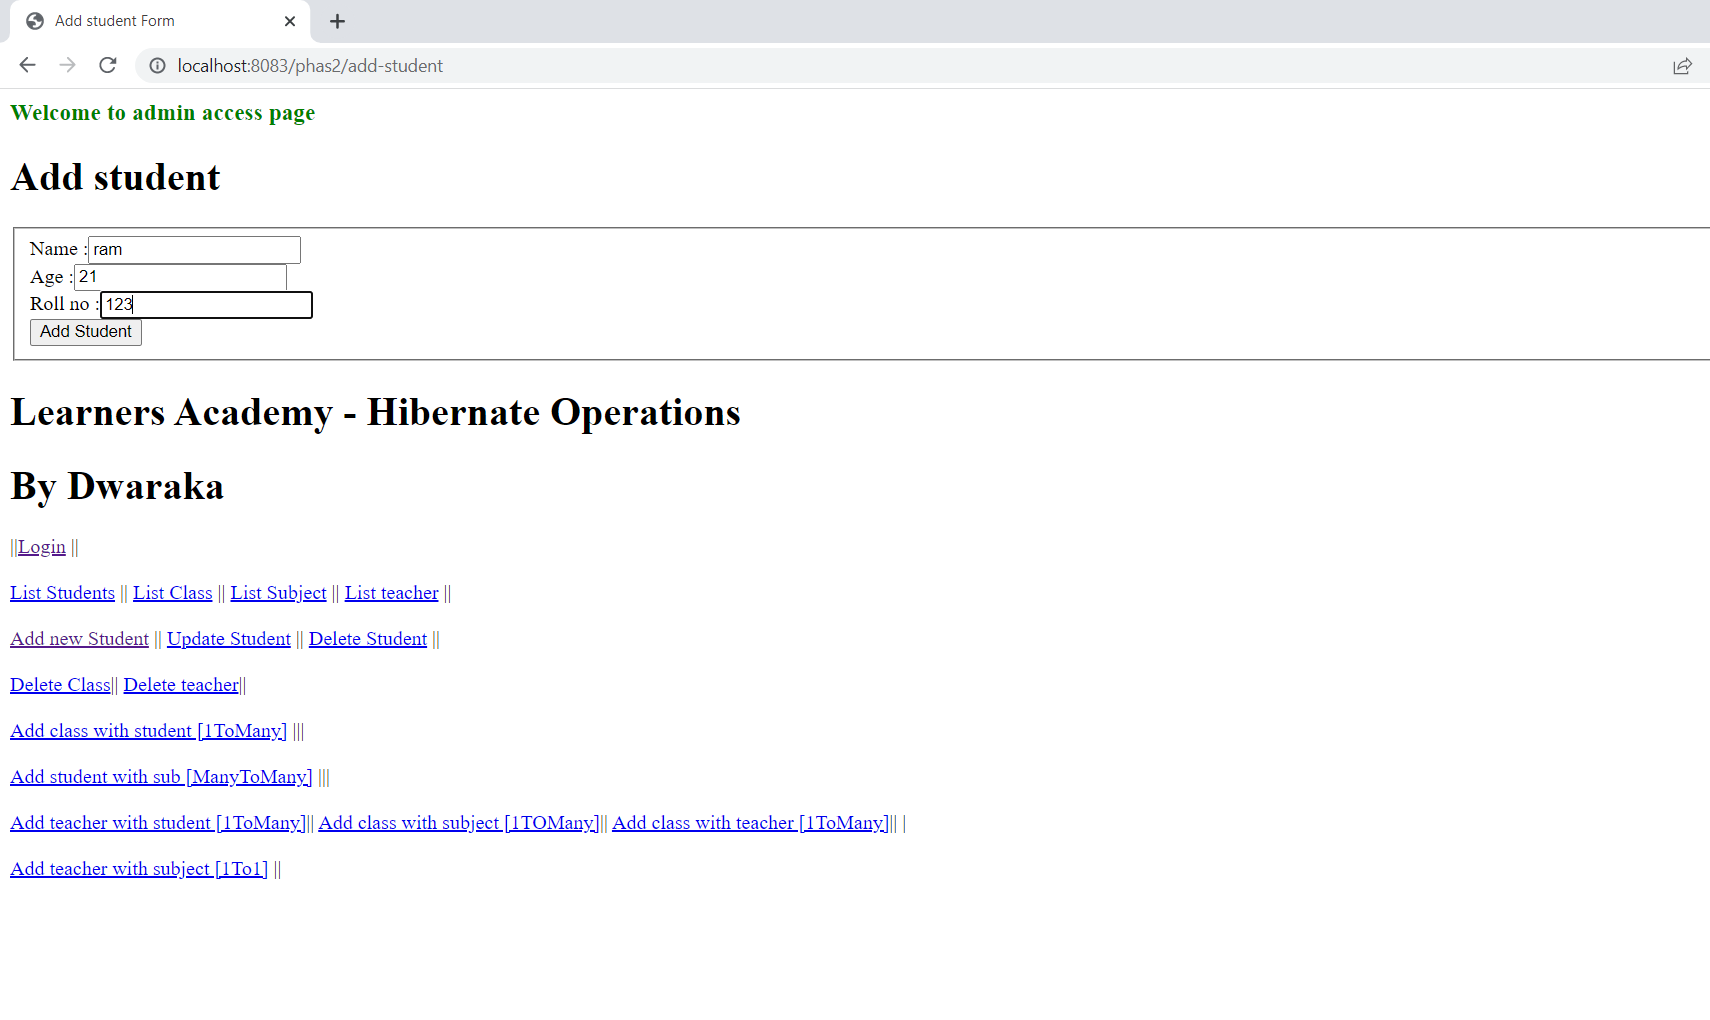 Add student Form
localhost:8083/phas2/add-student
Welcome to admin access page
Add student
Name : ram
Age : 21
Roll no : 123
Add Student
Learners Academy - Hibernate Operations
By Dwaraka
||Login ||
List Students || List Class || List Subject || List teacher ||
Add new Student || Update Student || Delete Student ||
Delete Class|| Delete teacher||
Add class with student [1ToMany] |||
Add student with sub [ManyToMany] |||
Add teacher with student [1ToMany]|| Add class with subject [1TOMany]|| Add class with teacher [1ToMany]|| |
Add teacher with subject [1To1] ||